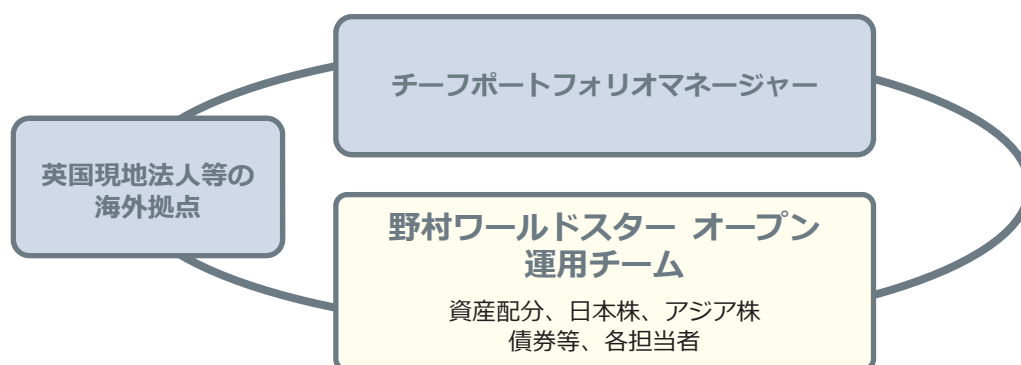 チーフポートフォリオマネージャー
英国現地法人等の
海外拠点
野村ワールドスター オープン
運用チーム
資産配分、日本株、アジア株
債券等、各担当者